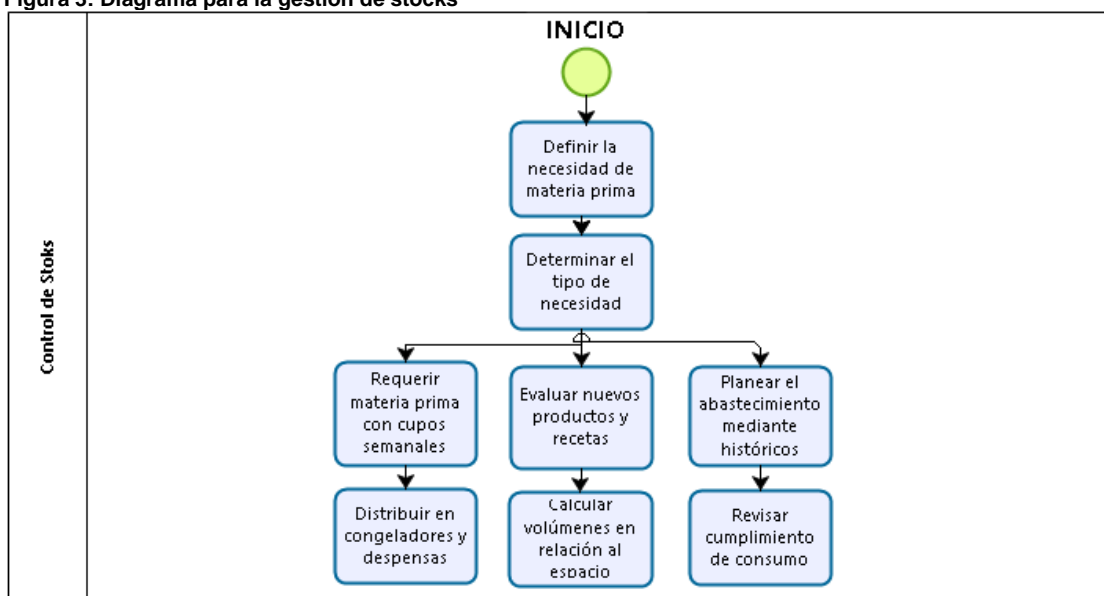 Figura 3: Diagrama para la gestión de stocks
INICIO
Control de Stoks
Definir la
necesidad de
materia prima
Determinar el
tipo de
necesidad
Requerir
materia prima
con cupos
semanales
Evaluar nuevos
productos y
recetas
Planear el
abastecimiento
mediante
históricos
Distribuir en
congeladores y
despensas
Calcular
volúmenes en
relación al
espacio
Revisar
cumplimiento
de consumo